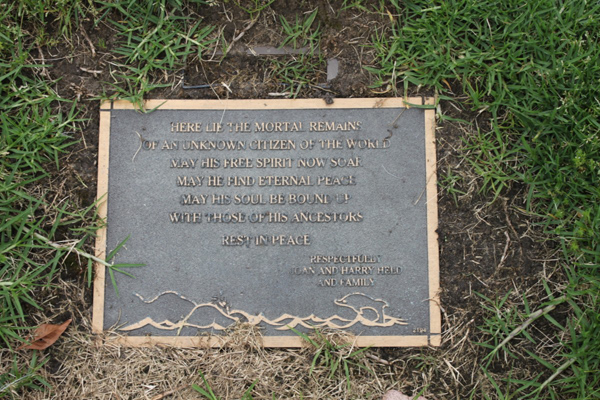 HERE LIE THE MORTAL REMAINS
OF AN UNKNOWN CITIZEN OF THE WORLD
MAY HIS FREE SPIRIT NOW SOAR
MAY HE FIND ETERNAL PEACE
MAY HIS SOUL BE BOUND UP
WITH THOSE OF HIS ANCESTORS
REST IN PEACE
RESPECTFULLY
AND HARRY HELD
AND FAMILY